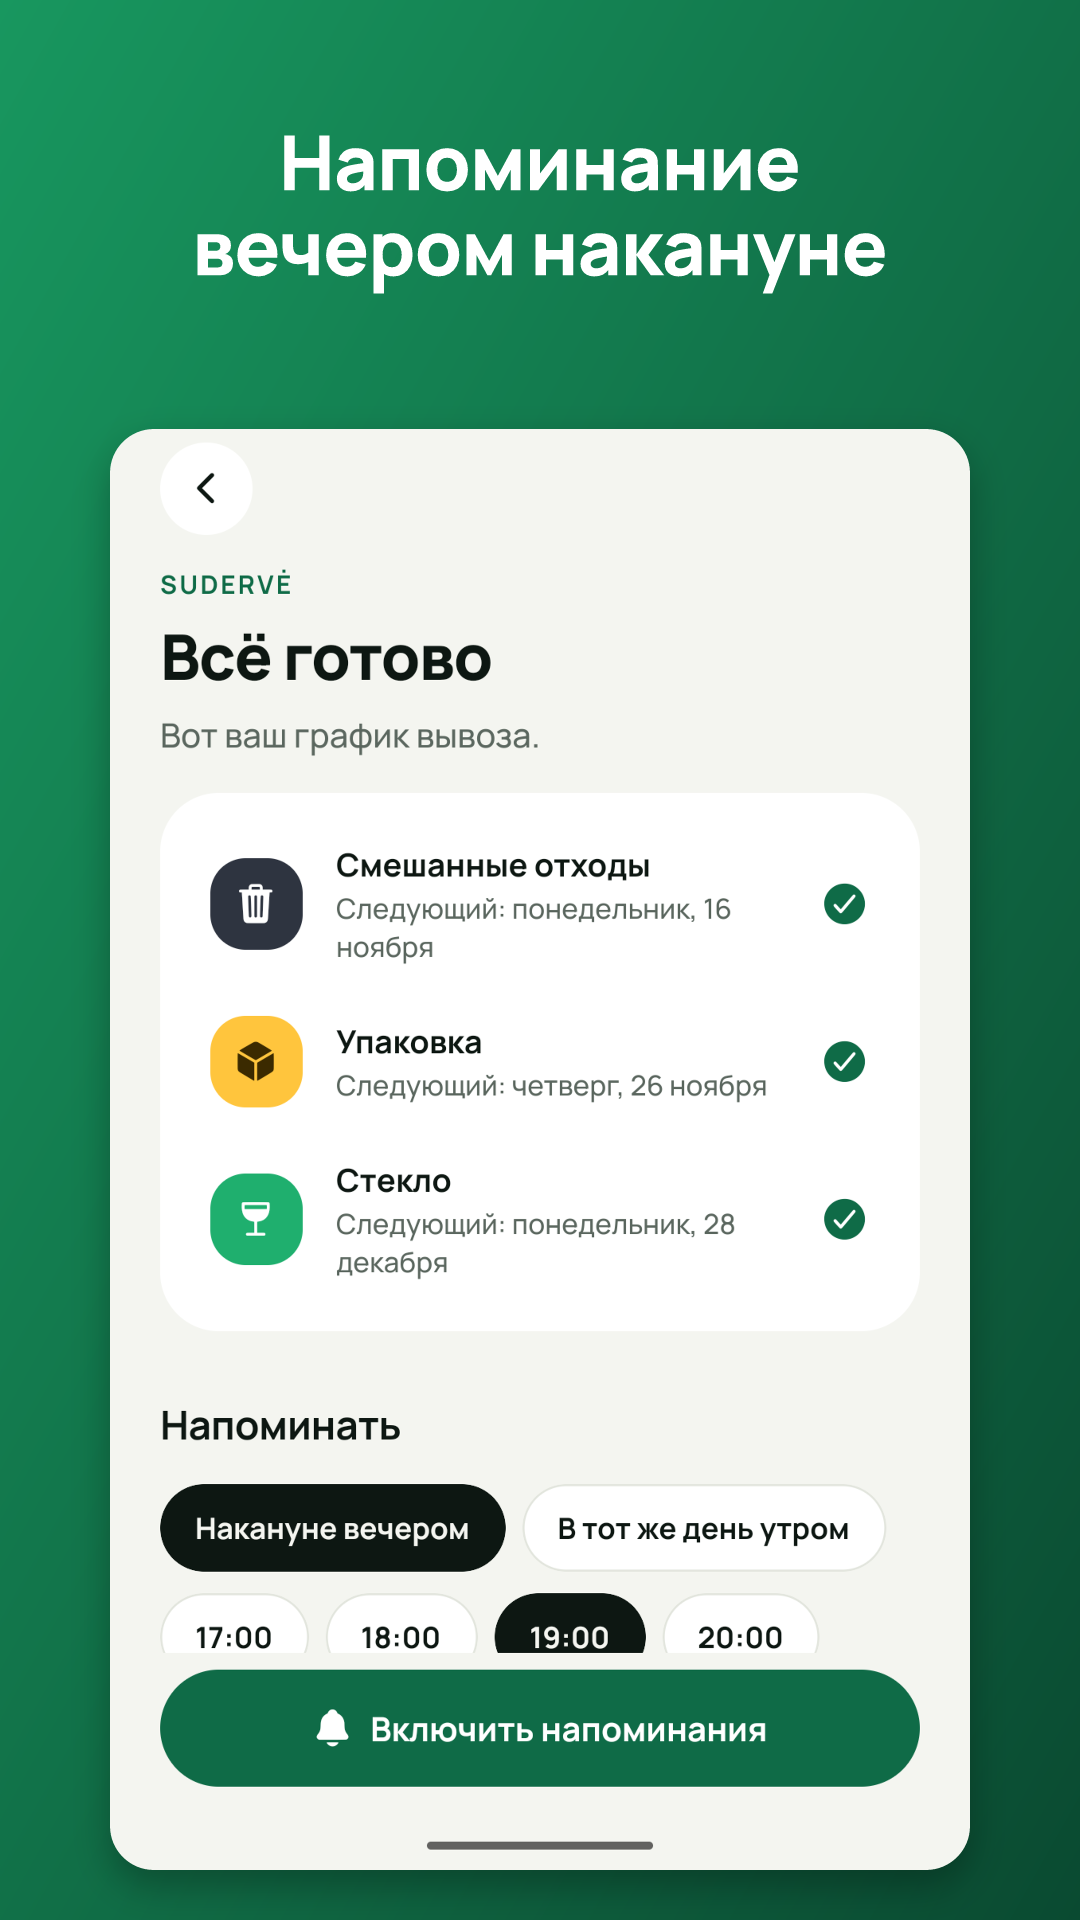 Напоминание
вечером накануне
SUDERVĖ
Всё готово
Вот ваш график вывоза.
Смешанные отходы
Следующий: понедельник, 16
ноября
Упаковка
Следующий: четверг, 26 ноября
Стекло
Следующий: понедельник, 28
декабря
Напоминать
Накануне вечером
В тот же день утром
17:00
18:00
19:00
20:00
Включить напоминания